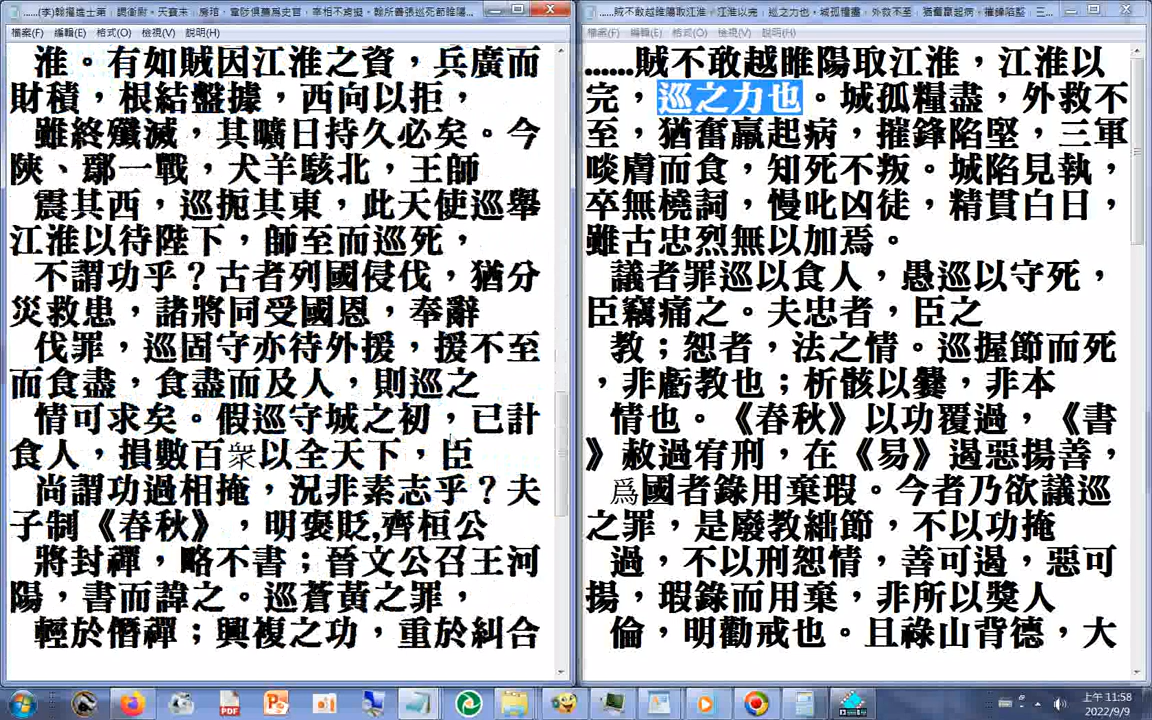 ......(李)翰擢進士第，調衛尉。天寶末，房琯、韋陟俱薦為史官，宰相不肯擬。翰所善張巡死節睢陽...
檔案(F) 編輯(E) 格式(O) 檢視(V) 說明(H)
淮。有如賊因江淮之資，兵廣而
財積，根結盤據，西向以拒，
雖終殲滅，其曠日持久必矣。今
陝、鄢一戰，犬羊駭北，王師
震其西，巡扼其東，此天使巡舉
江淮以待陛下，師至而巡死，
不謂功乎？古者列國侵伐，猶分
災救患，諸將同受國恩，奉辭
伐罪，巡固守亦待外援，援不至
而食盡，食盡而及人，則巡之
情可求矣。假巡守城之初，已計
食人，損數百衆以全天下，臣
尚謂功過相掩，況非素志乎？夫
子制《春秋》，明褒貶,齊桓公
將封禪，略不書；晉文公召王河
陽，書而諱之。巡蒼黃之罪，
輕於僭禪；興複之功，重於糾合
......賊不敢越睢陽取江淮，江淮以完，巡之力也。城孤糧盡，外救不至，猶奮羸起病，摧鋒陷堅，三...
檔案(F) 編輯(E) 格式(O) 檢視(V) 說明(H)
......賊不敢越睢陽取江淮，江淮以
完，巡之力也。城孤糧盡，外救不
至，猶奮羸起病，摧鋒陷堅，三軍
啖膚而食，知死不叛。城陷見執，
卒無橈詞，慢叱凶徒，精貫白日，
雖古忠烈無以加焉。
議者罪巡以食人，愚巡以守死，
臣竊痛之。夫忠者，臣之
教；恕者，法之情。巡握節而死
，非虧教也；析骸以爨，非本
情也。《春秋》以功覆過，《書
》赦過宥刑，在《易》遏惡揚善，
爲國者錄用棄瑕。今者乃欲議巡
之罪，是廢教絀節，不以功掩
過，不以刑恕情，善可遏，惡可
揚，瑕錄而用棄，非所以獎人
倫，明勸戒也。且祿山背德，大
上午 11:58
2022/9/9